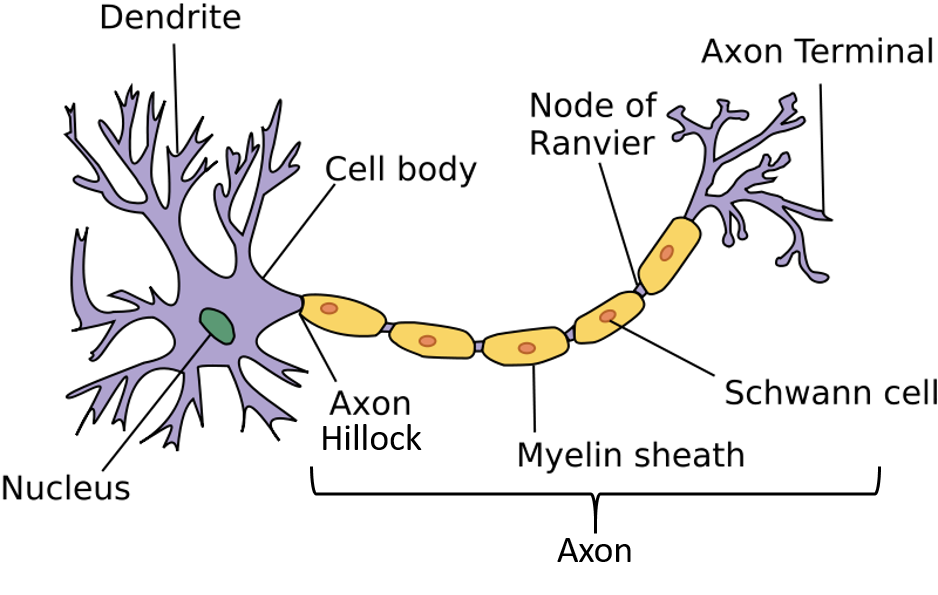 Dendrite
Axon Terminal
Node of
Ranvier
Cell body
Schwann cell
Axon
Hillock
Myelin sheath
Nucleus
Axon